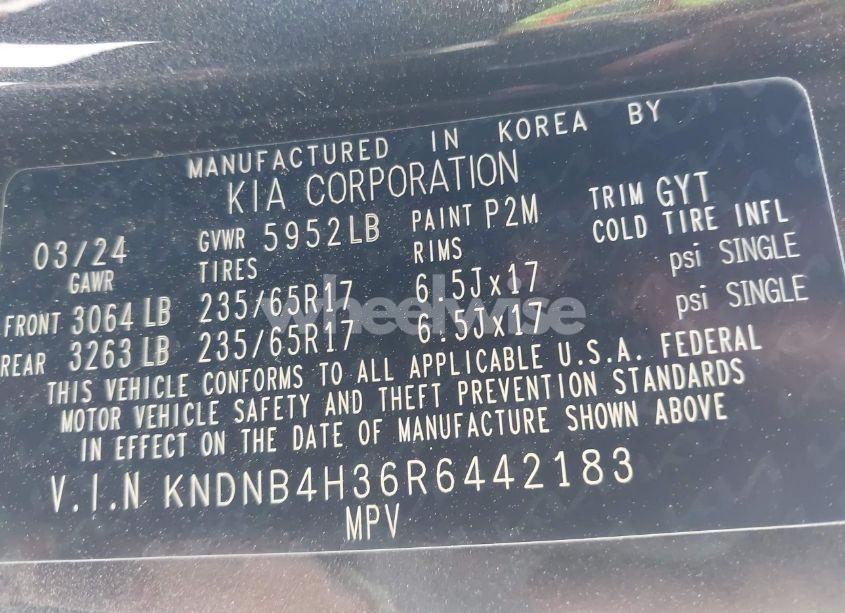 MANUFACTURED IN KOREA BY
KIA CORPORATION
03/24 GVWR 5952LB PAINT P2M TRIM GYT
GAWR TIRES RIMS COLD TIRE INFL
FRONT 3064 LB 235/65R17 6.5Jx17 psi SINGLE
REAR 3263 LB 235/65R17 6.5Jx17 psi SINGLE
wheelwise
THIS VEHICLE CONFORMS TO ALL APPLICABLE U.S.A. FEDERAL
MOTOR VEHICLE SAFETY AND THEFT PREVENTION STANDARDS
IN EFFECT ON THE DATE OF MANUFACTURE SHOWN ABOVE
V.I.N KNDNB4H36R6442183
MPV